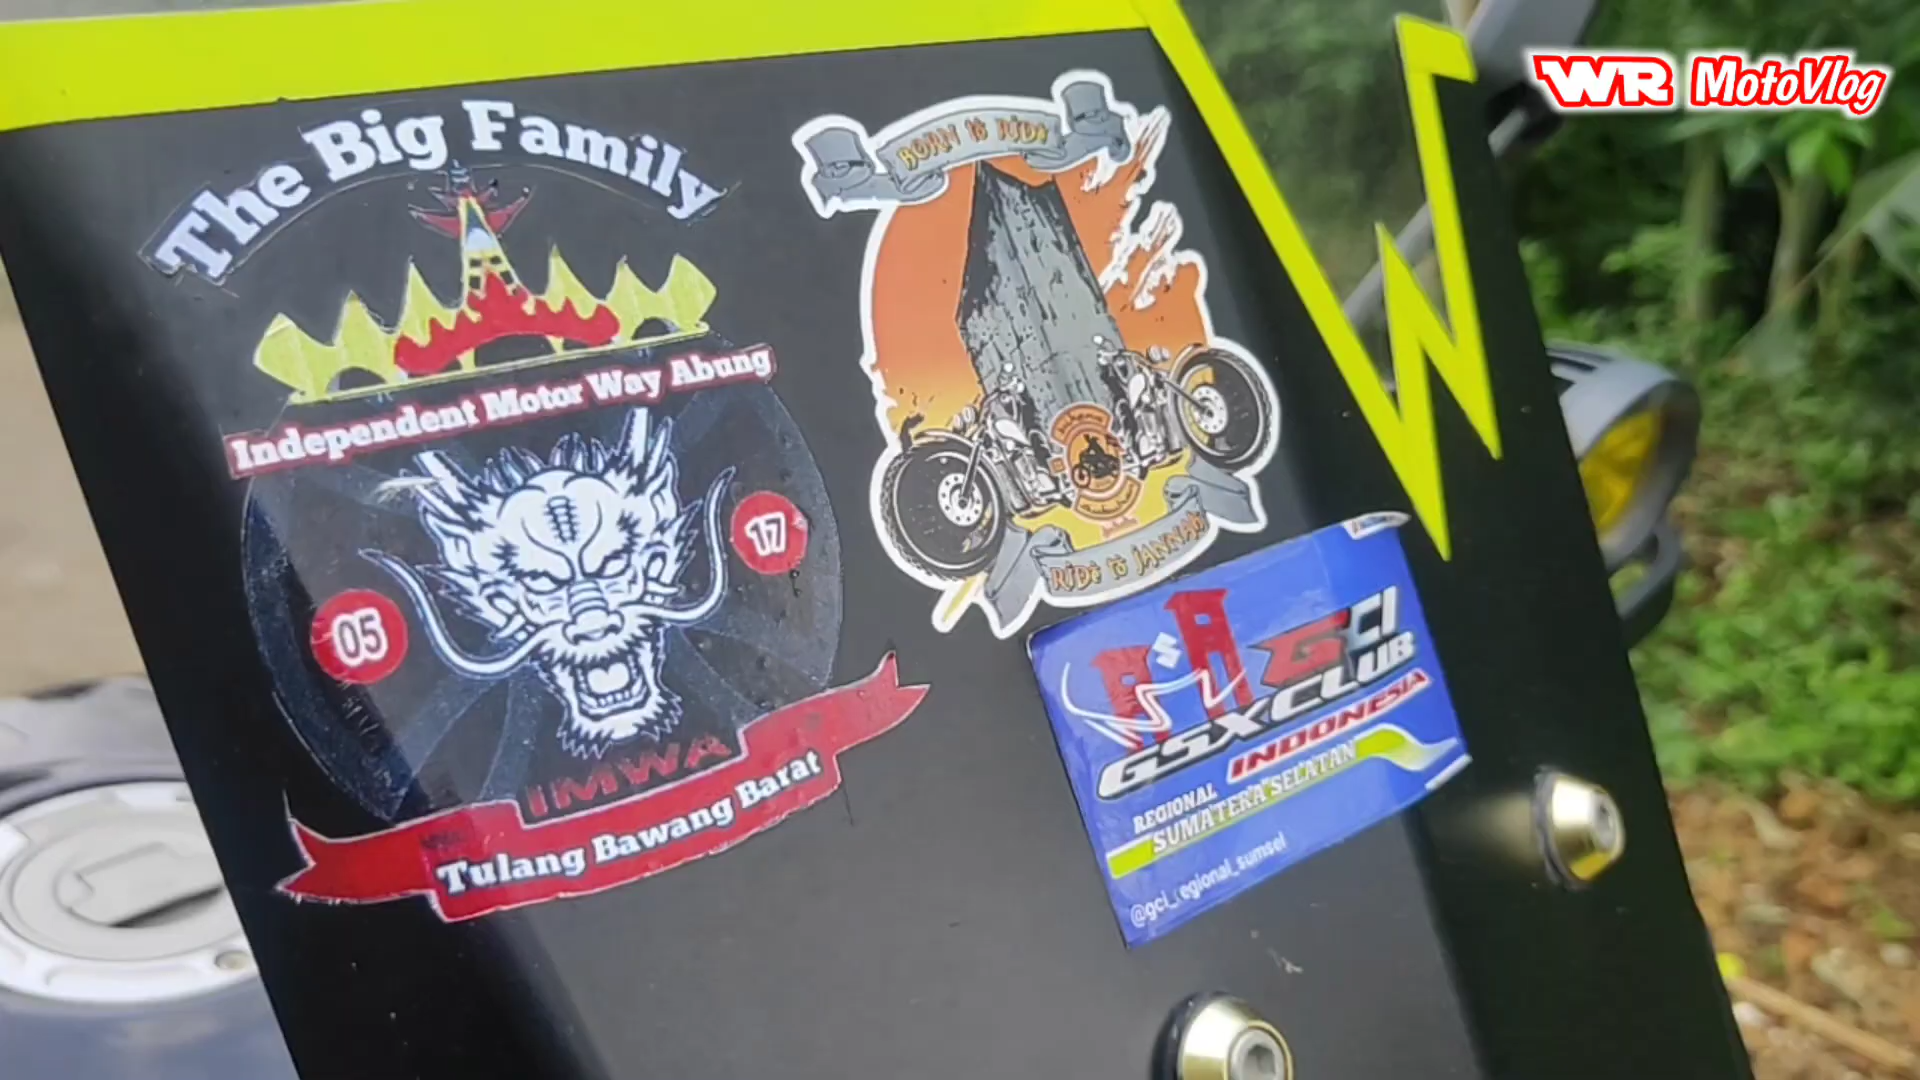 WR MotoVlog
The Big Family
Independent Motor Way Abung
05
17
IMWA
Tulang Bawang Barat
BORN TO RIDE
RIDE TO JANNAH
GCI
GSX CLUB
INDONESIA
REGIONAL
SUMATERA SELATAN
@gci_regional_sumsel